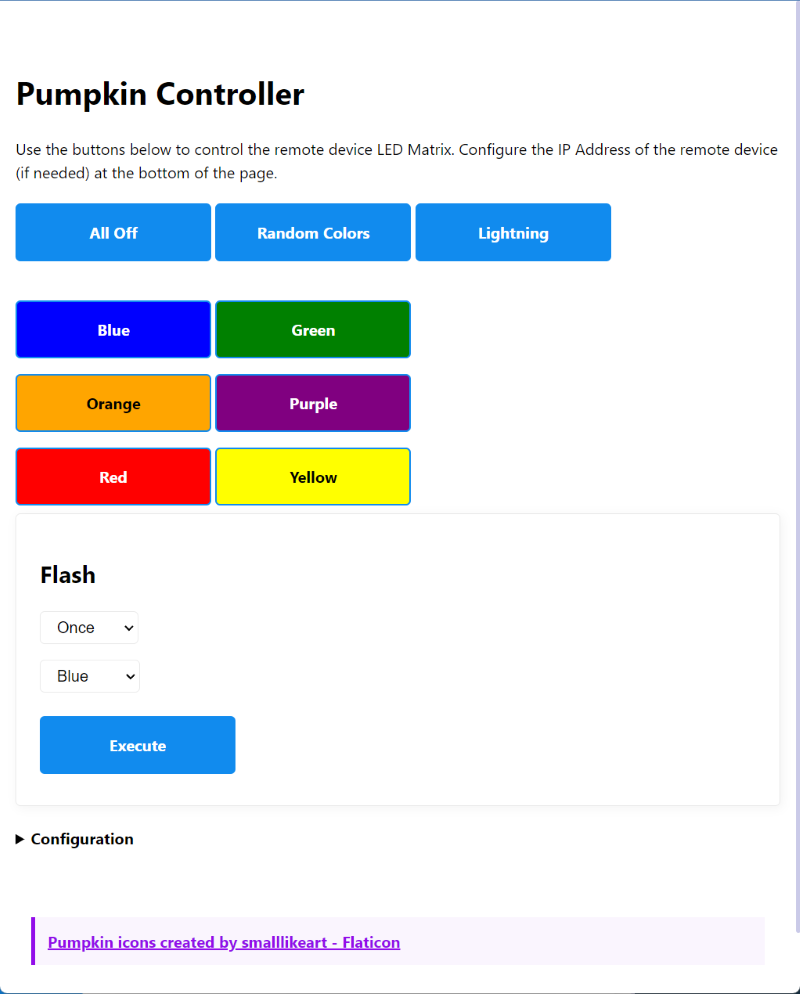 Pumpkin Controller
Use the buttons below to control the remote device LED Matrix. Configure the IP Address of the remote device
(if needed) at the bottom of the page.
All Off Random Colors Lightning
Blue Green
Orange Purple
Red Yellow
Flash
Once
Blue
Execute
Configuration
Pumpkin icons created by smalllikeart - Flaticon